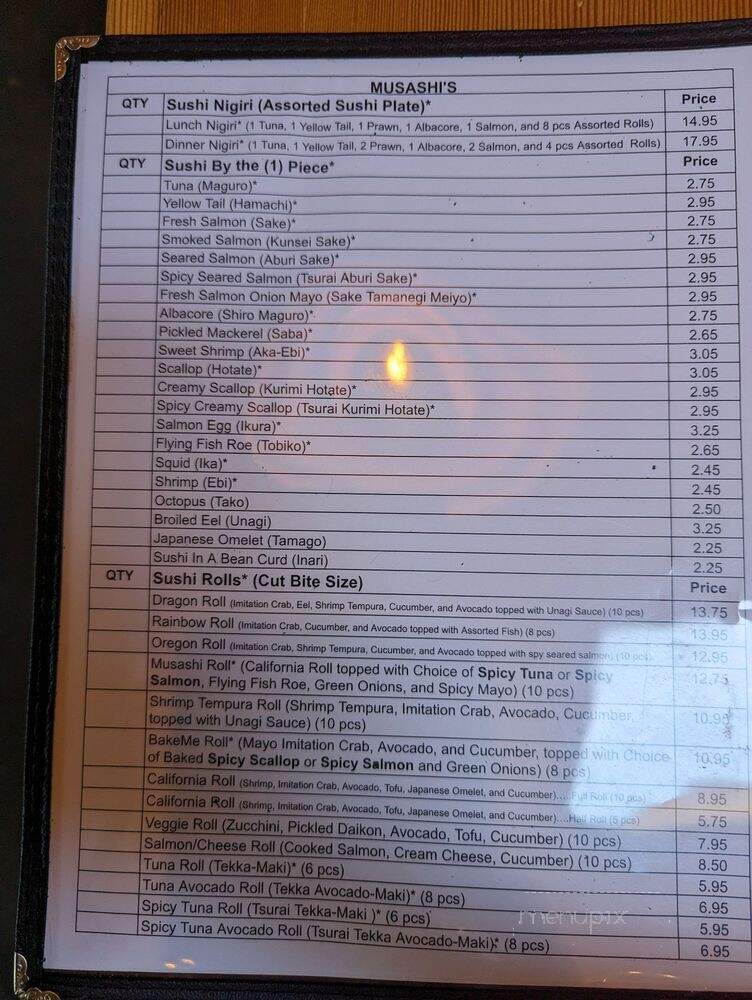 MUSASHI'S
QTY Sushi Nigiri (Assorted Sushi Plate)* Price
Lunch Nigiri* (1 Tuna, 1 Yellow Tail, 1 Prawn, 1 Albacore, 1 Salmon, and 8 pcs Assorted Rolls) 14.95
Dinner Nigiri* (1 Tuna, 1 Yellow Tail, 2 Prawn, 1 Albacore, 2 Salmon, and 4 pcs Assorted Rolls) 17.95
QTY Sushi By the (1) Piece* Price
Tuna (Maguro)* 2.75
Yellow Tail (Hamachi)* 2.95
Fresh Salmon (Sake)* 2.75
Smoked Salmon (Kunsei Sake)* 2.75
Seared Salmon (Aburi Sake)* 2.95
Spicy Seared Salmon (Tsurai Aburi Sake)* 2.95
Fresh Salmon Onion Mayo (Sake Tamanegi Meiyo)* 2.95
Albacore (Shiro Maguro)* 2.75
Pickled Mackerel (Saba)* 2.65
Sweet Shrimp (Aka-Ebi)* 3.05
Scallop (Hotate)* 3.05
Creamy Scallop (Kurimi Hotate)* 2.95
Spicy Creamy Scallop (Tsurai Kurimi Hotate)* 2.95
Salmon Egg (Ikura)* 3.25
Flying Fish Roe (Tobiko)* 2.65
Squid (Ika)* 2.45
Shrimp (Ebi)* 2.45
Octopus (Tako) 2.50
Broiled Eel (Unagi) 3.25
Japanese Omelet (Tamago) 2.25
Sushi In A Bean Curd (Inari) 2.25
QTY Sushi Rolls* (Cut Bite Size) Price
Dragon Roll (Imitation Crab, Eel, Shrimp Tempura, Cucumber, and Avocado topped with Unagi Sauce) (10 pcs) 13.75
Rainbow Roll (Imitation Crab, Cucumber, and Avocado topped with Assorted Fish) (8 pcs) 13.95
Oregon Roll (Imitation Crab, Shrimp Tempura, Cucumber, and Avocado topped with spy seared salmon) (10 pcs) 12.95
Musashi Roll* (California Roll topped with Choice of Spicy Tuna or Spicy
Salmon, Flying Fish Roe, Green Onions, and Spicy Mayo) (10 pcs) 12.75
Shrimp Tempura Roll (Shrimp Tempura, Imitation Crab, Avocado, Cucumber,
topped with Unagi Sauce) (10 pcs) 10.95
BakeMe Roll* (Mayo Imitation Crab, Avocado, and Cucumber, topped with Choice
of Baked Spicy Scallop or Spicy Salmon and Green Onions) (8 pcs) 10.95
California Roll (Shrimp, Imitation Crab, Avocado, Tofu, Japanese Omelet, and Cucumber)....Full Roll (10 pcs) 8.95
California Roll (Shrimp, Imitation Crab, Avocado, Tofu, Japanese Omelet, and Cucumber)....Half Roll (5 pcs) 5.75
Veggie Roll (Zucchini, Pickled Daikon, Avocado, Tofu, Cucumber) (10 pcs) 7.95
Salmon/Cheese Roll (Cooked Salmon, Cream Cheese, Cucumber) (10 pcs) 8.50
Tuna Roll (Tekka-Maki)* (6 pcs) 5.95
Tuna Avocado Roll (Tekka Avocado-Maki)* (8 pcs) 6.95
Spicy Tuna Roll (Tsurai Tekka-Maki )* (6 pcs) 5.95
Spicy Tuna Avocado Roll (Tsurai Tekka Avocado-Maki)* (8 pcs) 6.95
menupix